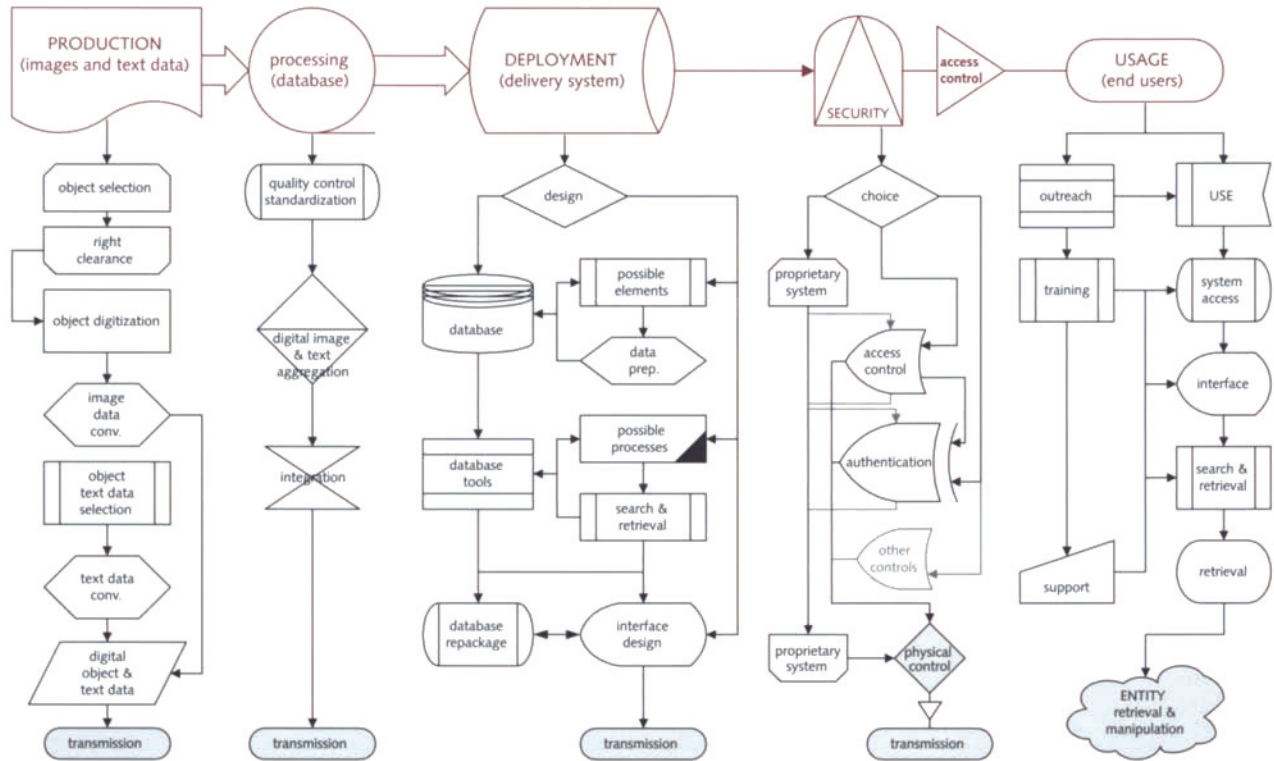 PRODUCTION
(images and text data)
processing
(database)
DEPLOYMENT
(delivery system)
SECURITY
access
control
USAGE
(end users)
object selection
right
clearance
object digitization
image
data
conv.
object
text data
selection
text data
conv.
digital
object &
text data
transmission
quality control
standardization
digital image
& text
aggregation
integration
transmission
design
possible
elements
database
data
prep.
possible
processes
database
tools
search &
retrieval
database
repackage
interface
design
transmission
choice
proprietary
system
access
control
authentication
other
controls
proprietary
system
physical
control
transmission
outreach
USE
training
system
access
interface
search &
retrieval
support
retrieval
ENTITY
retrieval &
manipulation